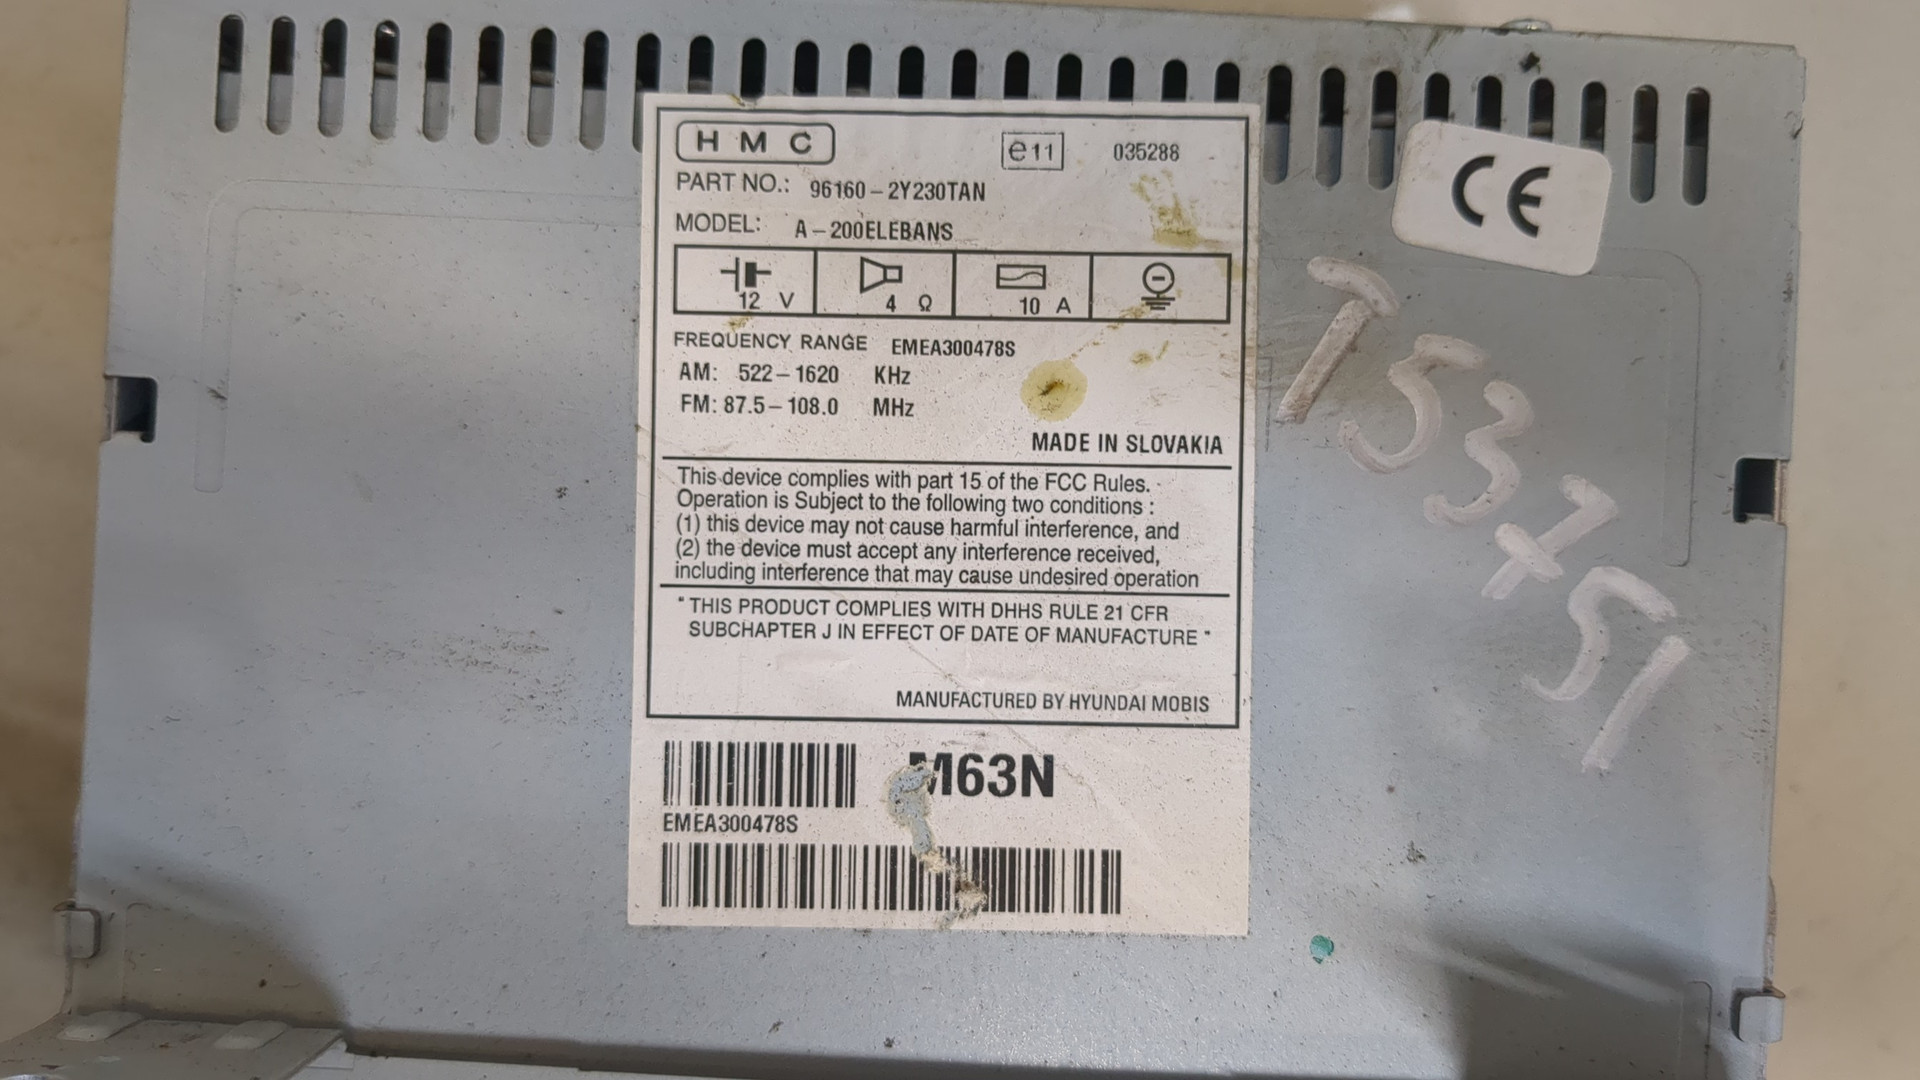 HMC
e11 035288
PART NO.: 96160-2Y230TAN
MODEL: A-200ELEBANS
12 V 4 Ω 10 A
FREQUENCY RANGE EMEA300478S
AM: 522-1620 KHz
FM: 87.5-108.0 MHz
MADE IN SLOVAKIA
This device complies with part 15 of the FCC Rules.
Operation is Subject to the following two conditions :
(1) this device may not cause harmful interference, and
(2) the device must accept any interference received,
including interference that may cause undesired operation
" THIS PRODUCT COMPLIES WITH DHHS RULE 21 CFR
SUBCHAPTER J IN EFFECT OF DATE OF MANUFACTURE "
MANUFACTURED BY HYUNDAI MOBIS
M63N
EMEA300478S
CE
T53751